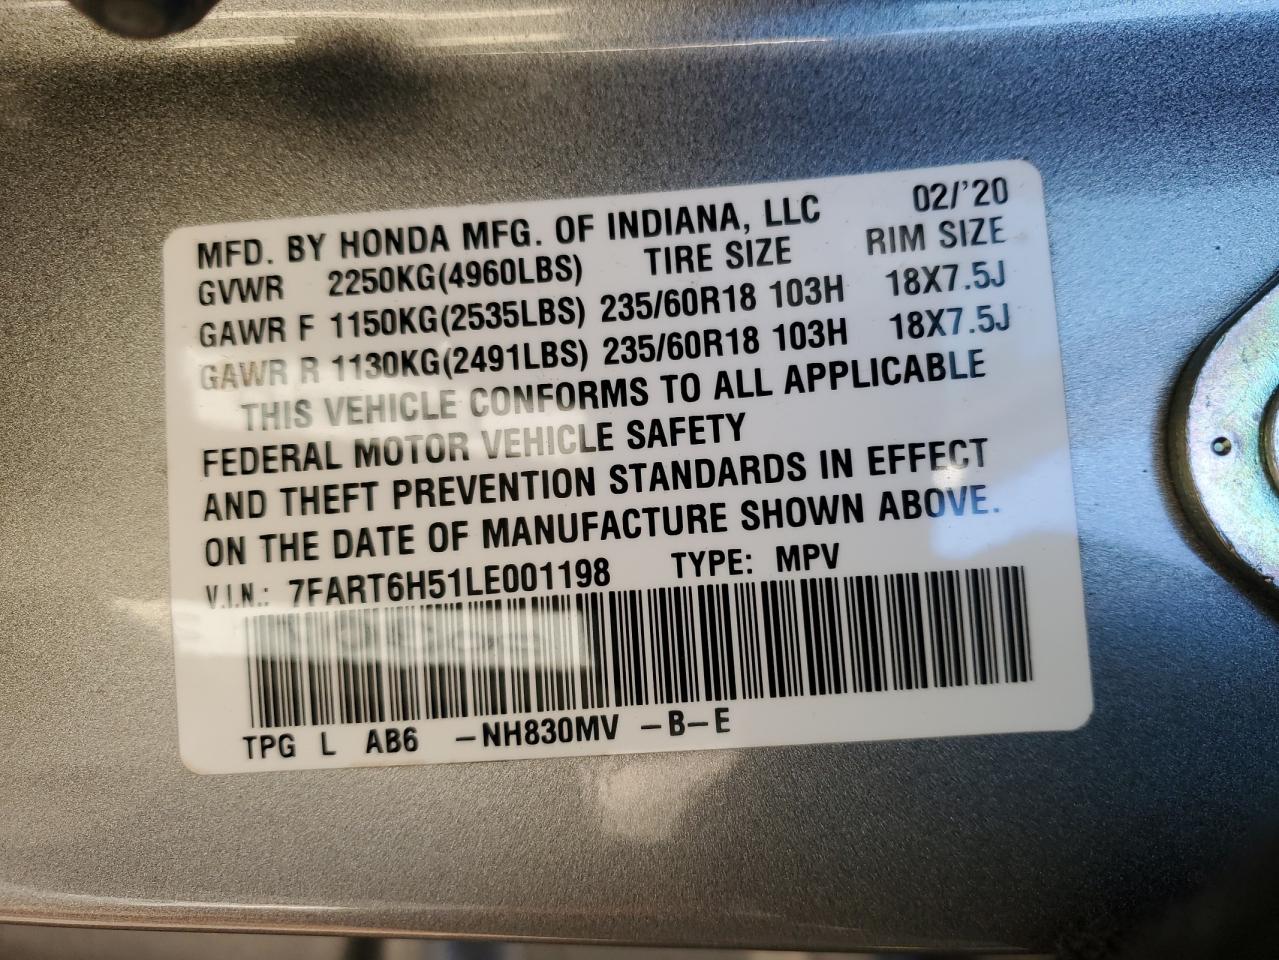 MFD. BY HONDA MFG. OF INDIANA, LLC 02/'20
GVWR 2250KG(4960LBS) TIRE SIZE RIM SIZE
GAWR F 1150KG(2535LBS) 235/60R18 103H 18X7.5J
GAWR R 1130KG(2491LBS) 235/60R18 103H 18X7.5J
THIS VEHICLE CONFORMS TO ALL APPLICABLE
FEDERAL MOTOR VEHICLE SAFETY
AND THEFT PREVENTION STANDARDS IN EFFECT
ON THE DATE OF MANUFACTURE SHOWN ABOVE.
V.I.N.: 7FART6H51LE001198 TYPE: MPV
TPG L AB6 -NH830MV -B-E